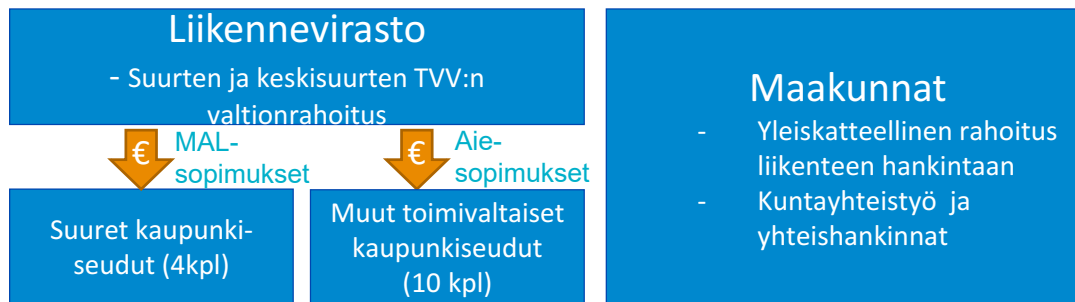 Liikennevirasto
- Suurten ja keskisuurten TVV:n
valtionrahoitus
€
MAL-
sopimukset
€
Aie-
sopimukset
Suuret kaupunki-
seudut (4kpl)
Muut toimivaltaiset
kaupunkiseudut
(10 kpl)
Maakunnat
- Yleiskatteellinen rahoitus
liikenteen hankintaan
- Kuntayhteistyö ja
yhteishankinnat